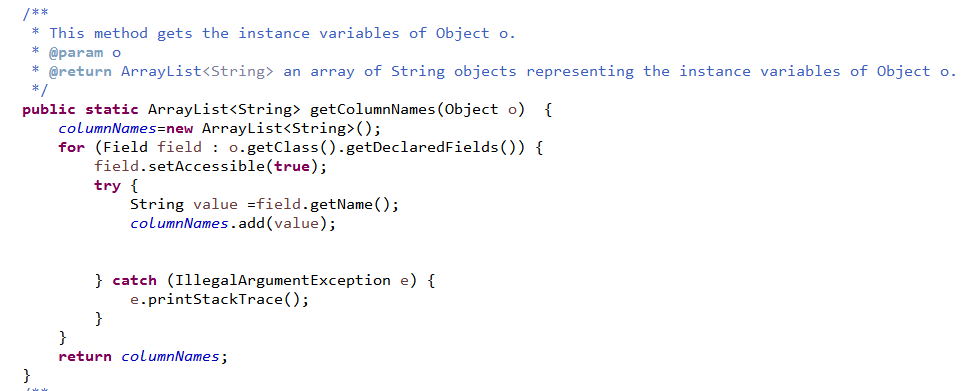 /**
 * This method gets the instance variables of Object o.
 * @param o
 * @return ArrayList<String> an array of String objects representing the instance variables of Object o.
 */
public static ArrayList<String> getColumnNames(Object o)  {
    columnNames=new ArrayList<String>();
    for (Field field : o.getClass().getDeclaredFields()) {
        field.setAccessible(true);
        try {
            String value =field.getName();
            columnNames.add(value);
        } catch (IllegalArgumentException e) {
            e.printStackTrace();
        }
    }
    return columnNames;
}
/**